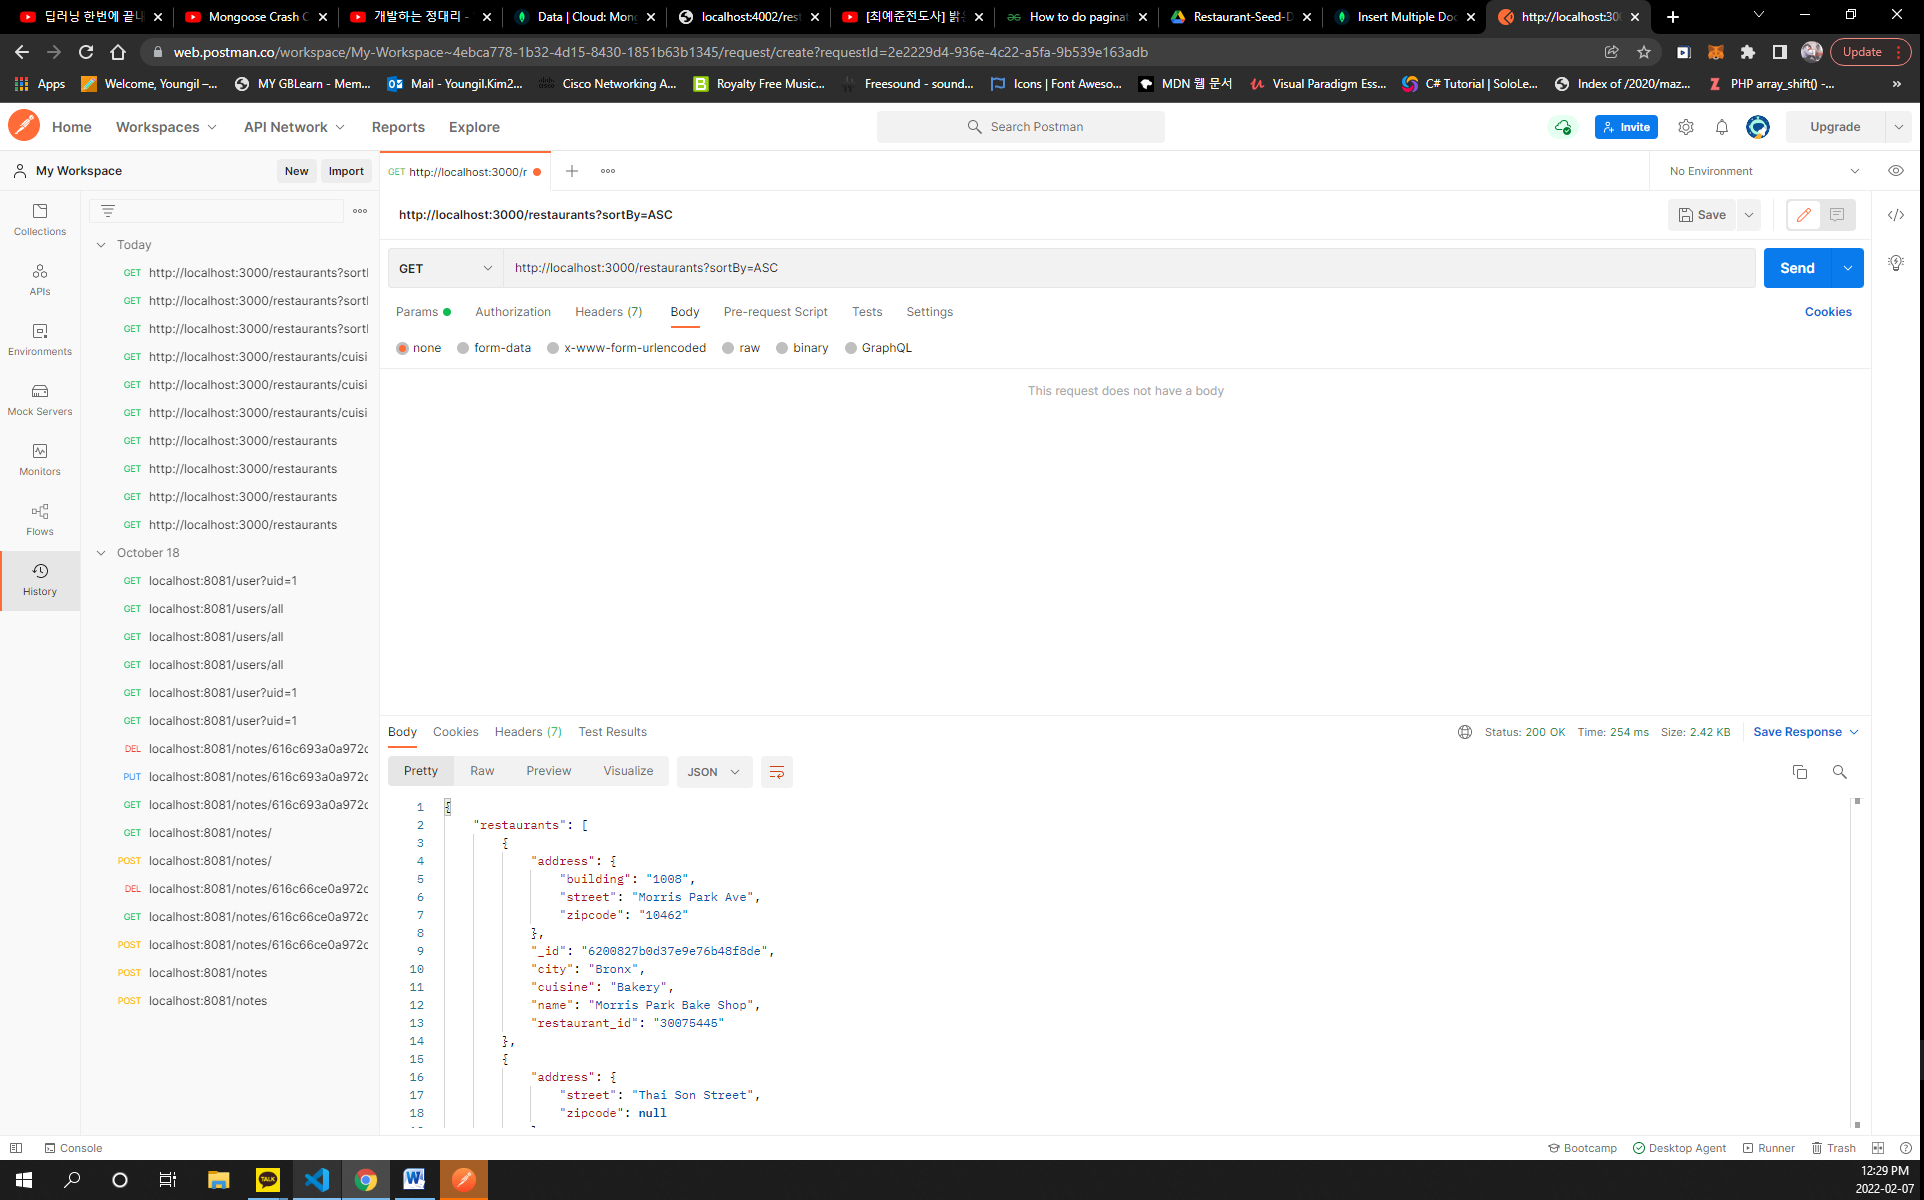 딥러닝 한번에 끝내
Mongoose Crash C
개발하는 정대리 -
Data | Cloud: Mon
localhost:4002/rest
[최예준전도사] 밝
How to do paginat
Restaurant-Seed-D
Insert Multiple Doc
http://localhost:300
web.postman.co/workspace/My-Workspace~4ebca778-1b32-4d15-8430-1851b63b1345/request/create?requestId=2e2229d4-936e-4c22-a5fa-9b539e163adb
Update
Apps
Welcome, Youngil –...
MY GBLearn - Mem...
Mail - Youngil.Kim2...
Cisco Networking A...
Royalty Free Music...
Freesound - sound...
Icons | Font Aweso...
MDN 웹 문서
Visual Paradigm Ess...
C# Tutorial | SoloLe...
Index of /2020/maz...
PHP array_shift() -...
»
Home
Workspaces
API Network
Reports
Explore
Search Postman
Invite
Upgrade
My Workspace
New
Import
GET http://localhost:3000/r
No Environment
Collections
APIs
Environments
Mock Servers
Monitors
Flows
History
Today
GET http://localhost:3000/restaurants?sortl
GET http://localhost:3000/restaurants?sortl
GET http://localhost:3000/restaurants?sortl
GET http://localhost:3000/restaurants/cuisi
GET http://localhost:3000/restaurants/cuisi
GET http://localhost:3000/restaurants/cuisi
GET http://localhost:3000/restaurants
GET http://localhost:3000/restaurants
GET http://localhost:3000/restaurants
GET http://localhost:3000/restaurants
October 18
GET localhost:8081/user?uid=1
GET localhost:8081/users/all
GET localhost:8081/users/all
GET localhost:8081/users/all
GET localhost:8081/user?uid=1
GET localhost:8081/user?uid=1
DEL localhost:8081/notes/616c693a0a972c
PUT localhost:8081/notes/616c693a0a972c
GET localhost:8081/notes/616c693a0a972c
GET localhost:8081/notes/
POST localhost:8081/notes/
DEL localhost:8081/notes/616c66ce0a972c
GET localhost:8081/notes/616c66ce0a972c
POST localhost:8081/notes/616c66ce0a972c
POST localhost:8081/notes
POST localhost:8081/notes
http://localhost:3000/restaurants?sortBy=ASC
Save
GET
http://localhost:3000/restaurants?sortBy=ASC
Send
Params
Authorization
Headers (7)
Body
Pre-request Script
Tests
Settings
Cookies
none
form-data
x-www-form-urlencoded
raw
binary
GraphQL
This request does not have a body
Body
Cookies
Headers (7)
Test Results
Status: 200 OK
Time: 254 ms
Size: 2.42 KB
Save Response
Pretty
Raw
Preview
Visualize
JSON
1 {
2 "restaurants": [
3 {
4 "address": {
5 "building": "1008",
6 "street": "Morris Park Ave",
7 "zipcode": "10462"
8 },
9 "_id": "6200827b0d37e9e76b48f8de",
10 "city": "Bronx",
11 "cuisine": "Bakery",
12 "name": "Morris Park Bake Shop",
13 "restaurant_id": "30075445"
14 },
15 {
16 "address": {
17 "street": "Thai Son Street",
18 "zipcode": null
Console
Bootcamp
Desktop Agent
Runner
Trash
TALK
12:29 PM
2022-02-07